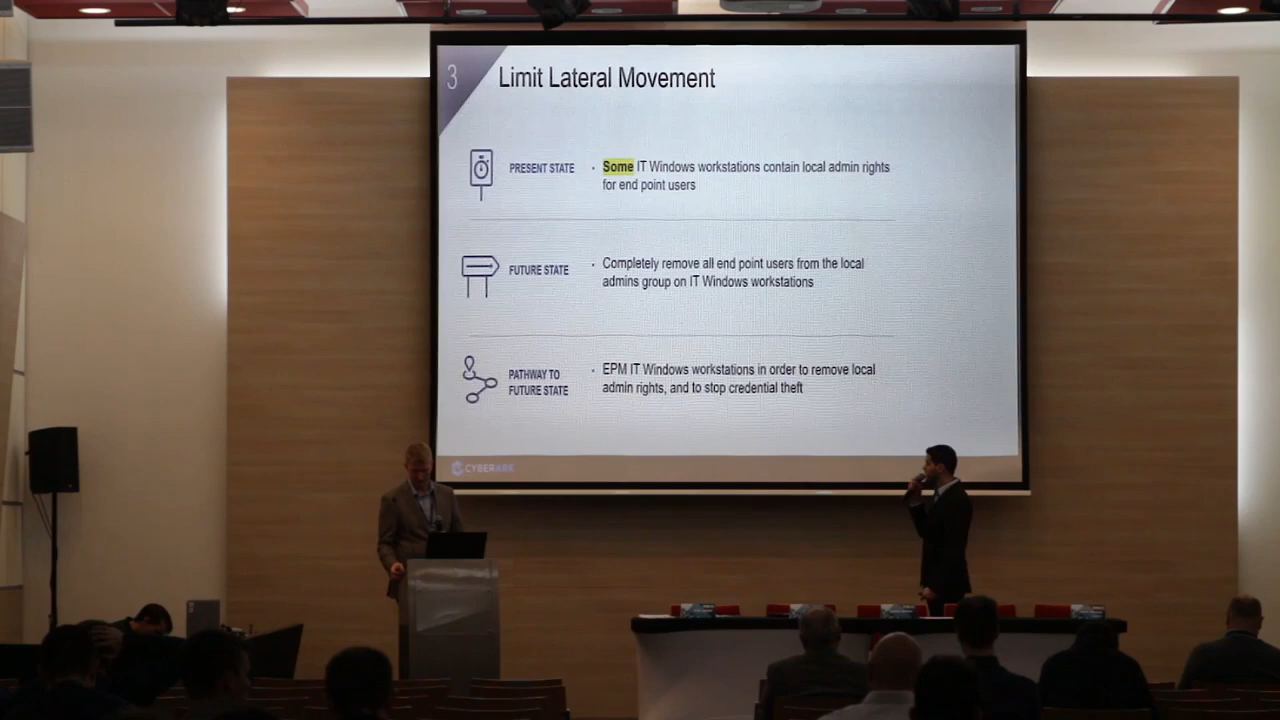 3
Limit Lateral Movement
PRESENT STATE
· Some IT Windows workstations contain local admin rights
for end point users
FUTURE STATE
· Completely remove all end point users from the local
admins group on IT Windows workstations
PATHWAY TO
FUTURE STATE
· EPM IT Windows workstations in order to remove local
admin rights, and to stop credential theft
CYBERARK